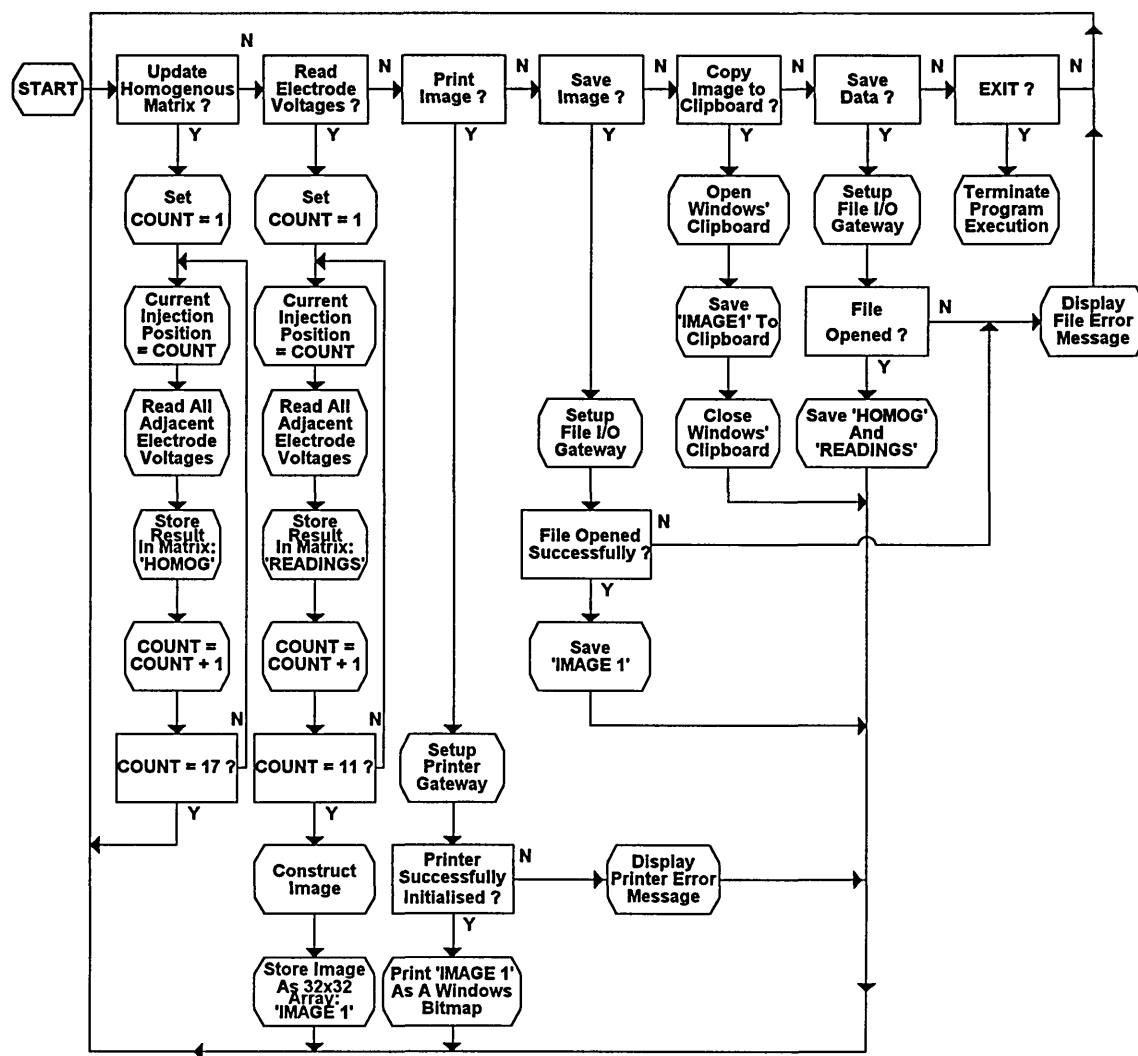 START
Update
Homogenous
Matrix ?
N
Y
Read
Electrode
Voltages ?
N
Y
Print
Image ?
N
Y
Save
Image ?
N
Y
Copy
Image to
Clipboard ?
N
Y
Save
Data ?
N
Y
EXIT ?
N
Y
Set
COUNT = 1
Current
Injection
Position
= COUNT
Read All
Adjacent
Electrode
Voltages
Store
Result
In Matrix:
'HOMOG'
COUNT =
COUNT + 1
COUNT = 17 ?
N
Y
Set
COUNT = 1
Current
Injection
Position
= COUNT
Read All
Adjacent
Electrode
Voltages
Store
Result
In Matrix:
'READINGS'
COUNT =
COUNT + 1
COUNT = 11 ?
N
Y
Construct
Image
Store Image
As 32x32
Array:
'IMAGE 1'
Setup
Printer
Gateway
Printer
Successfully
Initialised ?
N
Y
Display
Printer Error
Message
Print 'IMAGE 1'
As A Windows
Bitmap
Setup
File I/O
Gateway
File Opened
Successfully ?
N
Y
Save
'IMAGE 1'
Open
Windows'
Clipboard
Save
'IMAGE1' To
Clipboard
Close
Windows'
Clipboard
Setup
File I/O
Gateway
File
Opened ?
N
Y
Save 'HOMOG'
And
'READINGS'
Terminate
Program
Execution
Display
File Error
Message